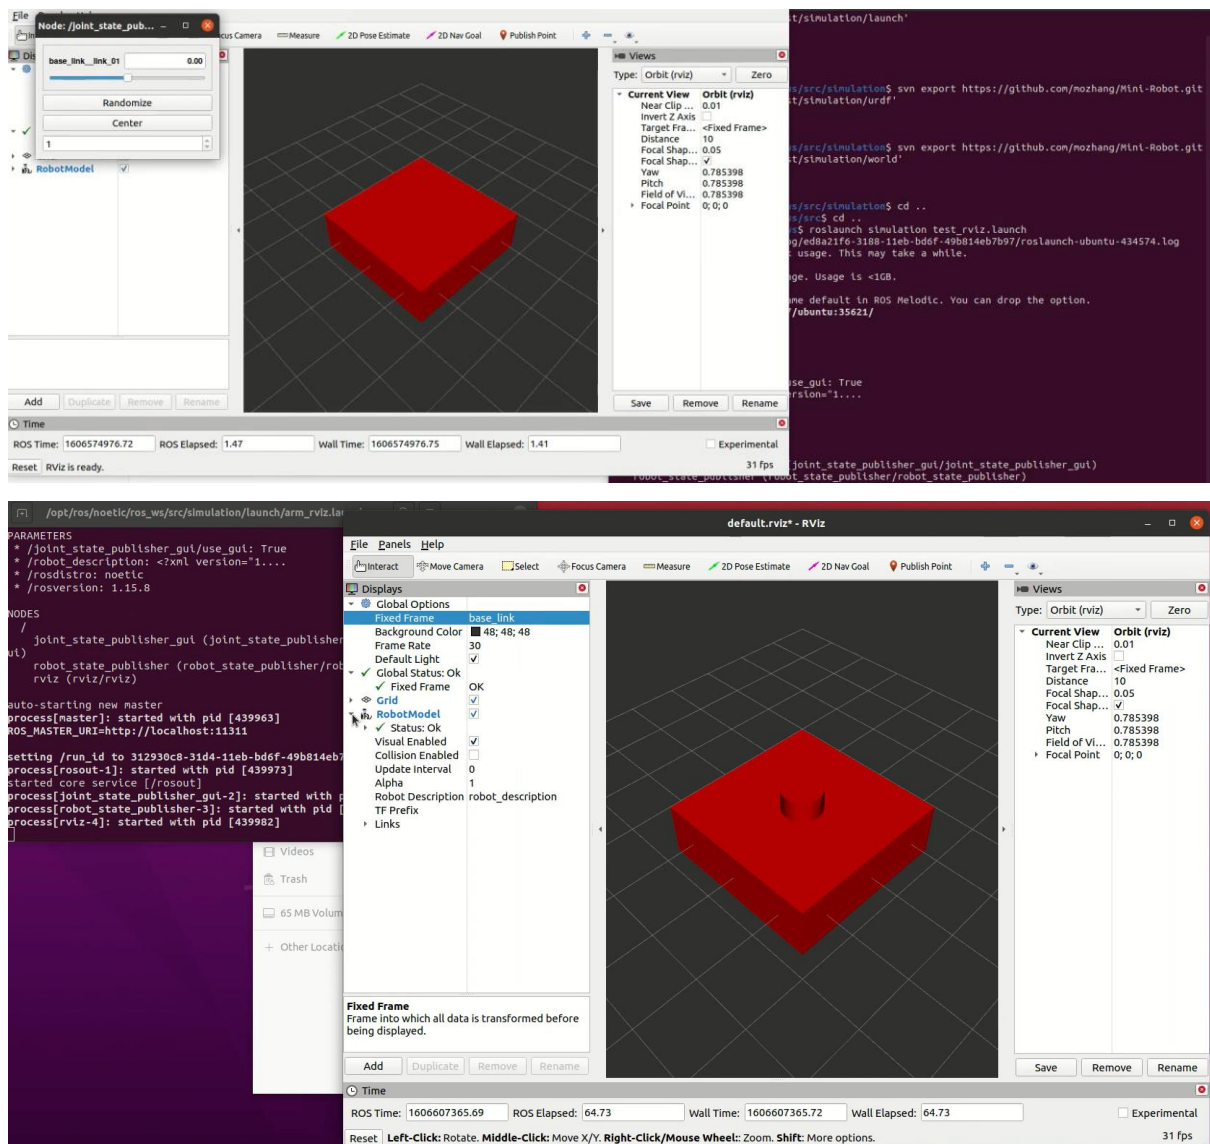 File
Node: /joint_state_pub...
cus Camera
Measure
2D Pose Estimate
2D Nav Goal
Publish Point
base_link__link_01
0.00
Randomize
Center
1
RobotModel
Add
Duplicate
Remove
Rename
Views
Type:
Orbit (rviz)
Zero
Current View Orbit (rviz)
Near Clip ... 0.01
Invert Z Axis
Target Fra... <Fixed Frame>
Distance 10
Focal Shap... 0.05
Focal Shap...
Yaw 0.785398
Pitch 0.785398
Field of Vi... 0.785398
Focal Point 0; 0; 0
Save
Remove
Rename
Time
ROS Time: 1606574976.72 ROS Elapsed: 1.47 Wall Time: 1606574976.75 Wall Elapsed: 1.41
Experimental
Reset RViz is ready.
31 fps
st/simulation/launch'
s/src/simulation$ svn export https://github.com/mozhang/Mini-Robot.git
st/simulation/urdf'
s/src/simulation$ svn export https://github.com/mozhang/Mini-Robot.git
st/simulation/world'
s/src/simulation$ cd ..
s/src$ cd ..
s$ roslaunch simulation test_rviz.launch
og/ed8a21f6-3188-11eb-bd6f-49b814eb7b97/roslaunch-ubuntu-434574.log
usage. This may take a while.
ge. Usage is <1GB.
me default in ROS Melodic. You can drop the option.
/ubuntu:35621/
use_gui: True
ersion="1....
joint_state_publisher_gui/joint_state_publisher_gui)
robot_state_publisher (robot_state_publisher/robot_state_publisher)
/opt/ros/noetic/ros_ws/src/simulation/launch/arm_rviz.la
PARAMETERS
* /joint_state_publisher_gui/use_gui: True
* /robot_description: <?xml version="1....
* /rosdistro: noetic
* /rosversion: 1.15.8
NODES
/
joint_state_publisher_gui (joint_state_publisher
ui)
robot_state_publisher (robot_state_publisher/rob
rviz (rviz/rviz)
auto-starting new master
process[master]: started with pid [439963]
ROS_MASTER_URI=http://localhost:11311
setting /run_id to 312930c8-31d4-11eb-bd6f-49b814eb7
process[rosout-1]: started with pid [439973]
started core service [/rosout]
process[joint_state_publisher_gui-2]: started with p
process[robot_state_publisher-3]: started with pid [
process[rviz-4]: started with pid [439982]
Videos
Trash
65 MB Volum
+ Other Locatio
default.rviz* - RViz
File Panels Help
Interact
Move Camera
Select
Focus Camera
Measure
2D Pose Estimate
2D Nav Goal
Publish Point
Displays
Global Options
Fixed Frame base_link
Background Color 48; 48; 48
Frame Rate 30
Default Light
Global Status: Ok
Fixed Frame OK
Grid
RobotModel
Status: Ok
Visual Enabled
Collision Enabled
Update Interval 0
Alpha 1
Robot Description robot_description
TF Prefix
Links
Fixed Frame
Frame into which all data is transformed before
being displayed.
Add
Duplicate
Remove
Rename
Views
Type:
Orbit (rviz)
Zero
Current View Orbit (rviz)
Near Clip ... 0.01
Invert Z Axis
Target Fra... <Fixed Frame>
Distance 10
Focal Shap... 0.05
Focal Shap...
Yaw 0.785398
Pitch 0.785398
Field of Vi... 0.785398
Focal Point 0; 0; 0
Save
Remove
Rename
Time
ROS Time: 1606607365.69 ROS Elapsed: 64.73 Wall Time: 1606607365.72 Wall Elapsed: 64.73
Experimental
Reset Left-Click: Rotate. Middle-Click: Move X/Y. Right-Click/Mouse Wheel:: Zoom. Shift: More options.
31 fps